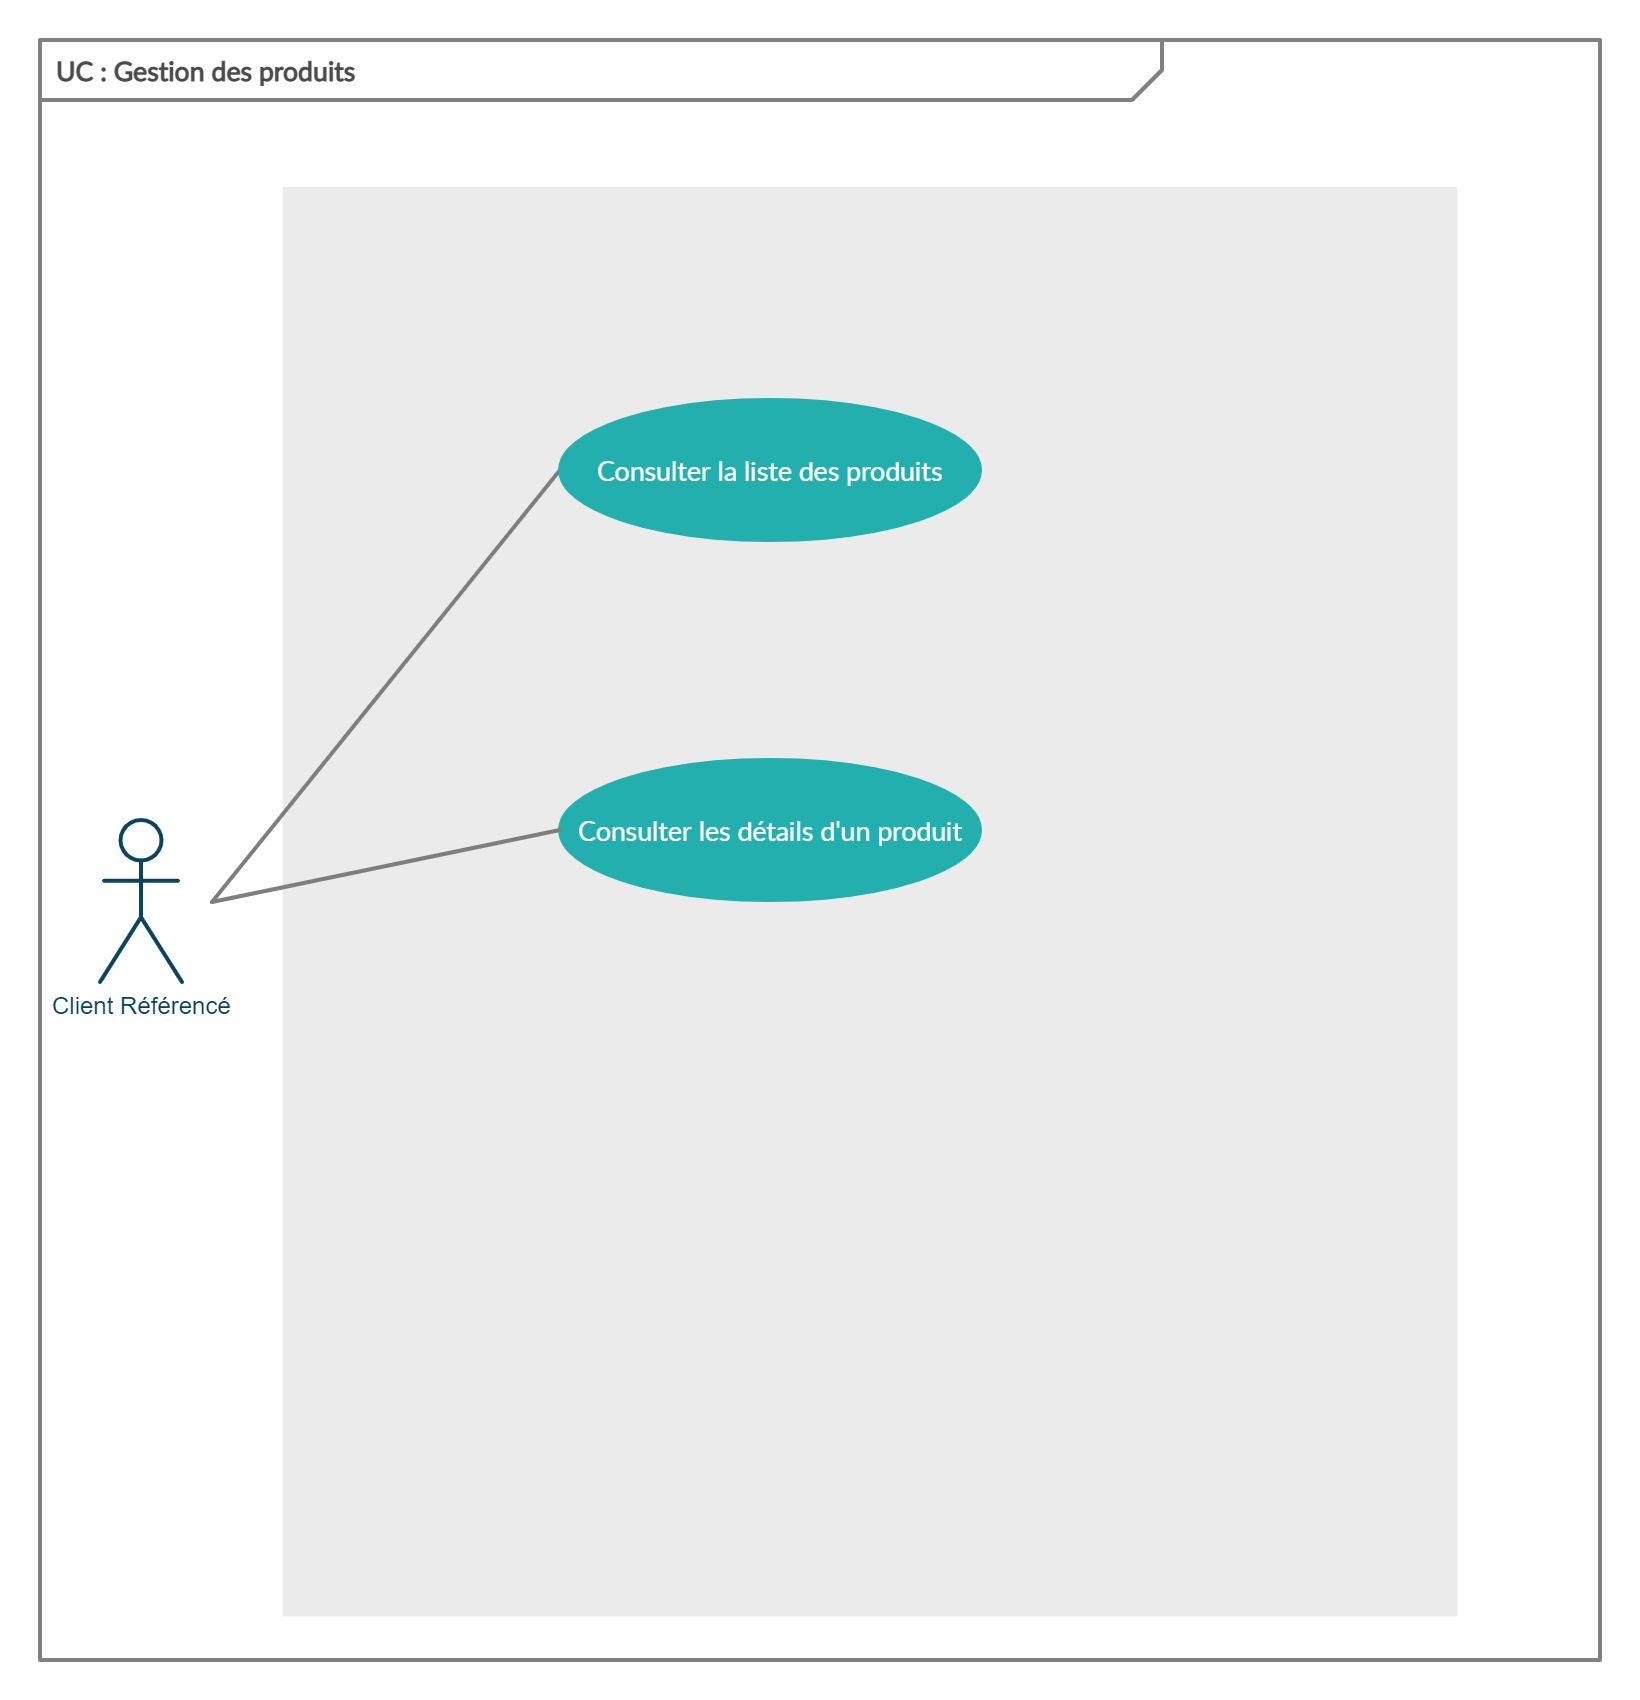 UC : Gestion des produits
Consulter la liste des produits
Consulter les détails d'un produit
Client Référencé